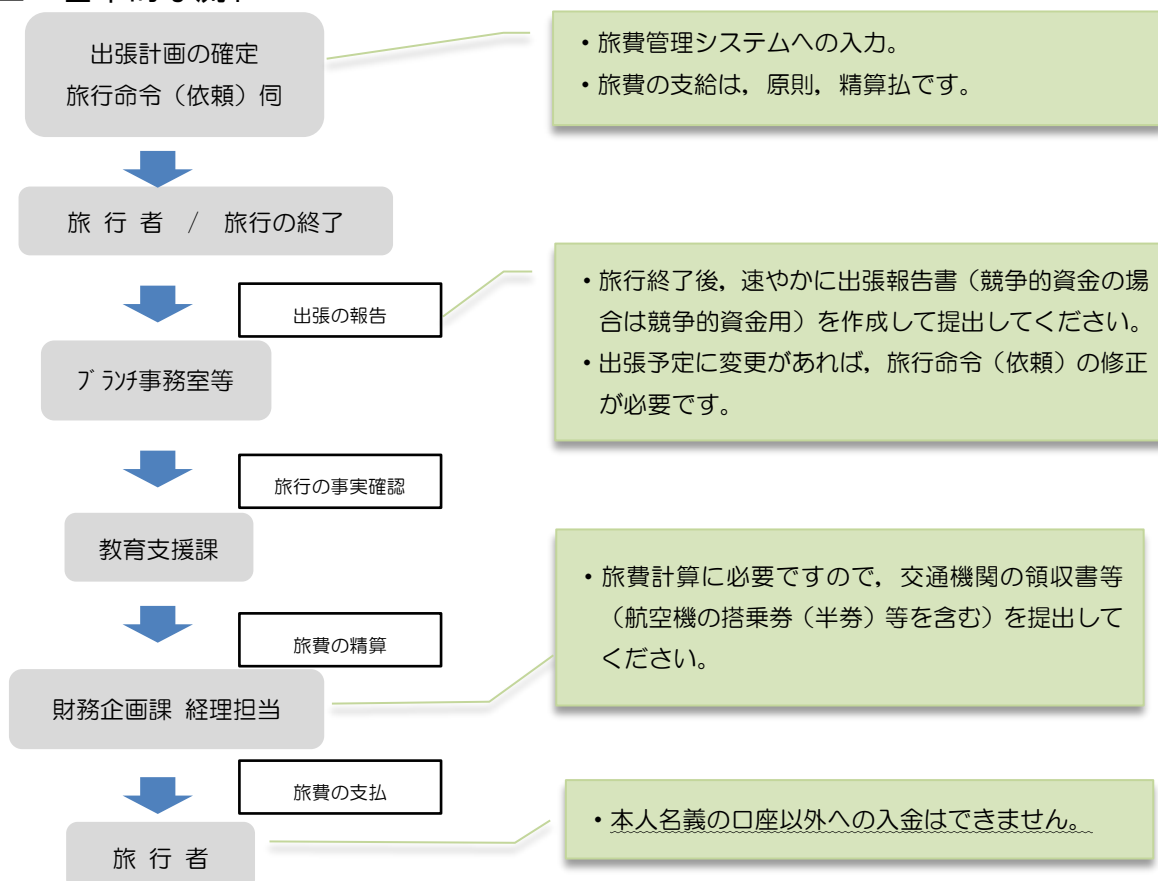 出張計画の確定
旅行命令(依頼)伺
・旅費管理システムへの入力。
・旅費の支給は，原則，精算払です。
旅 行 者 / 旅行の終了
出張の報告
・旅行終了後，速やかに出張報告書（競争的資金の場
合は競争的資金用）を作成して提出してください。
・出張予定に変更があれば，旅行命令（依頼）の修正
が必要です。
ﾌﾞﾗﾝﾁ事務室等
旅行の事実確認
教育支援課
旅費の精算
・旅費計算に必要ですので，交通機関の領収書等
（航空機の搭乗券（半券）等を含む）を提出して
ください。
財務企画課 経理担当
旅費の支払
・本人名義の口座以外への入金はできません。
旅 行 者